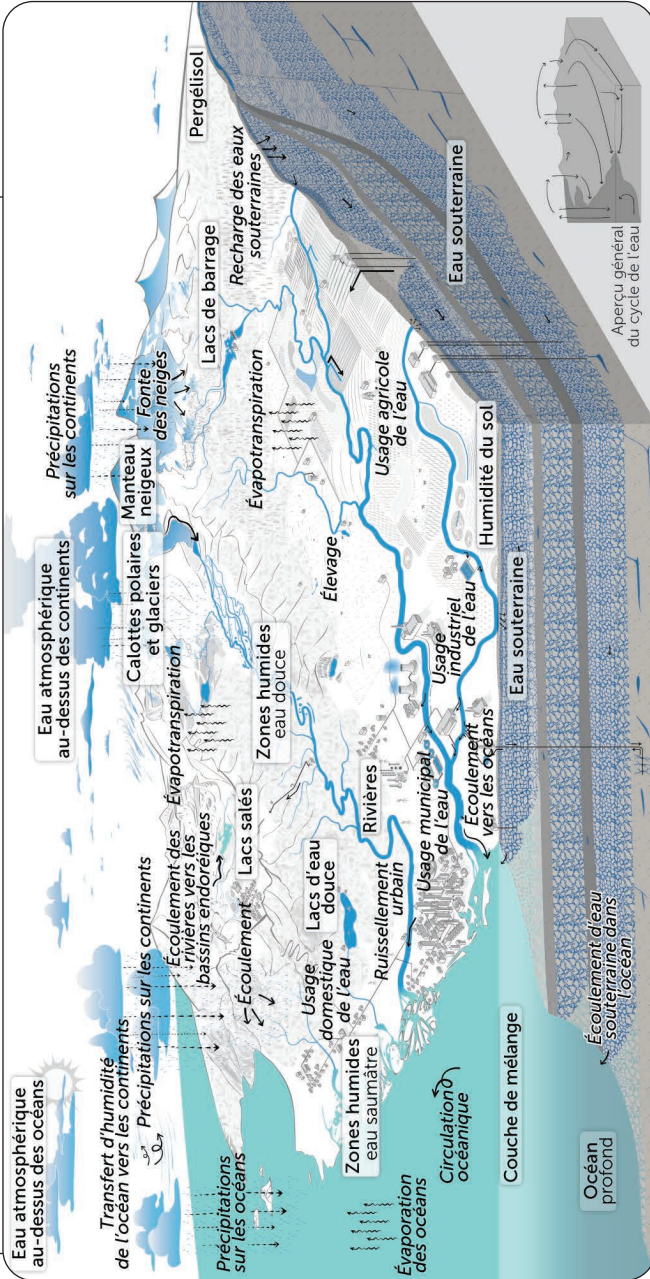 Eau atmosphérique
au-dessus des océans
Eau atmosphérique
au-dessus des continents
Précipitations
sur les continents
Transfert d'humidité
de l'océan vers les continents
Précipitations sur les continents
Calottes polaires
et glaciers
Manteau
neigeux
Fonte
des neiges
Pergélisol
Évapotranspiration
Écoulement des
rivières vers les
bassins endoréiques
Lacs de barrage
Recharge des eaux
souterraines
Précipitations
sur les océans
Écoulement
Lacs salés
Zones humides
eau douce
Évapotranspiration
Usage
domestique
de l'eau
Lacs d'eau
douce
Rivières
Élevage
Usage agricole
de l'eau
Zones humides
eau saumâtre
Ruissellement
urbain
Usage municipal
de l'eau
Usage
industriel
de l'eau
Évaporation
des océans
Circulation
océanique
Écoulement
vers les océans
Humidité du sol
Eau souterraine
Eau souterraine
Couche de mélange
Océan
profond
Écoulement d'eau
souterraine dans
l'océan
Aperçu général
du cycle de l'eau